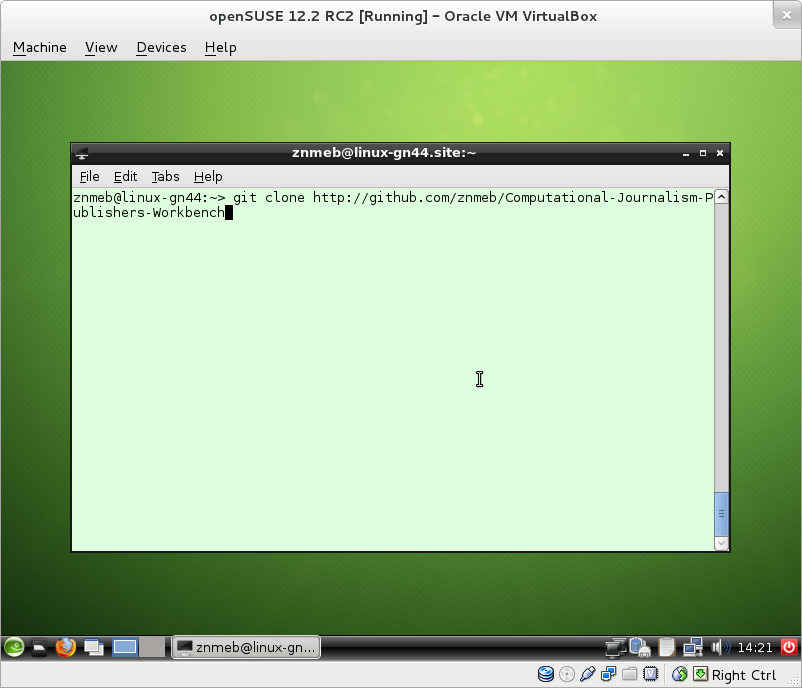 openSUSE 12.2 RC2 [Running] – Oracle VM VirtualBox
Machine View Devices Help
znmeb@linux-gn44.site:~
File Edit Tabs Help
znmeb@linux-gn44:~> git clone http://github.com/znmeb/Computational-Journalism-P
ublishers-Workbench
znmeb@linux-gn...
14:21
Right Ctrl